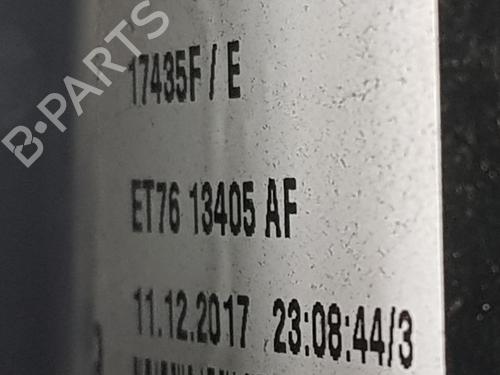 17435F / E
B-PARTS
ET76 13405 AF
11.12.2017 23:08:44/3